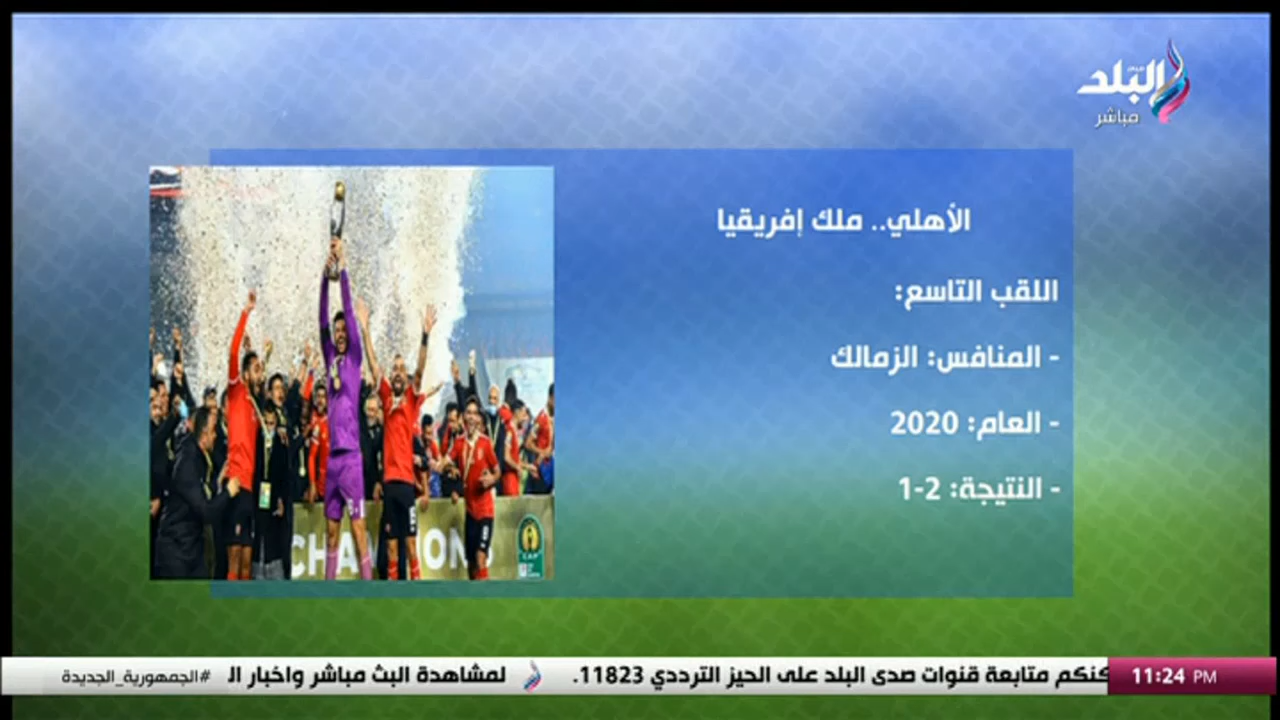 صدى
البلد
مباشر
الأهلي.. ملك إفريقيا
اللقب التاسع:
- المنافس: الزمالك
- العام: 2020
- النتيجة: 2-1
CHAMPIONS
CAF
11:24 PM
كنكم متابعة قنوات صدى البلد على الحيز الترددي 11823. لمشاهدة البث مباشر واخبار ال
#الجمهورية_الجديدة